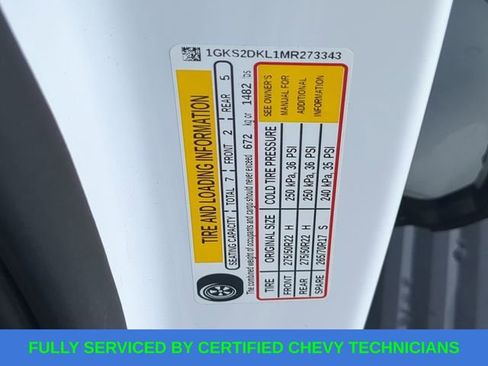 1GKS2DKL1MR273343
TIRE AND LOADING INFORMATION
SEATING CAPACITY TOTAL 7 FRONT 2 REAR 5
The combined weight of occupants and cargo should never exceed 672 kg or 1482 lbs
TIRE ORIGINAL SIZE COLD TIRE PRESSURE
FRONT 275/50R22 H 250 kPa, 36 PSI
REAR 275/50R22 H 250 kPa, 36 PSI
SPARE 265/70R17 S 240 kPa, 35 PSI
SEE OWNER'S
MANUAL FOR
ADDITIONAL
INFORMATION
FULLY SERVICED BY CERTIFIED CHEVY TECHNICIANS